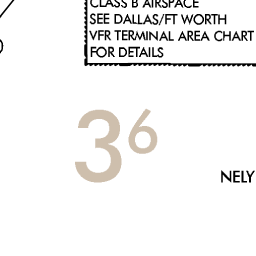 CLASS B AIRSPACE
SEE DALLAS/FT WORTH
VFR TERMINAL AREA CHART
FOR DETAILS
36
NELY